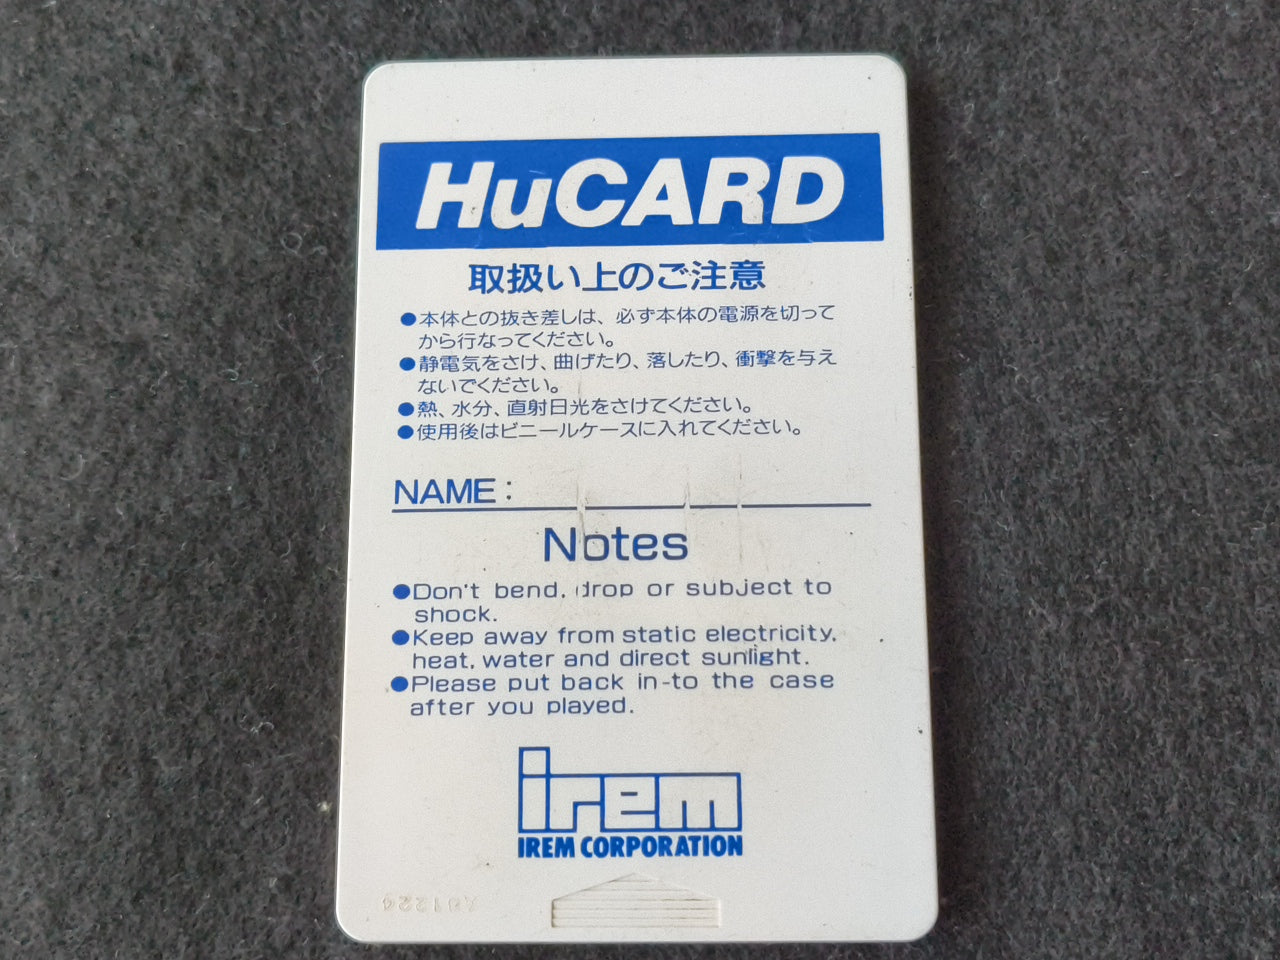 HuCARD
取扱い上のご注意
●本体との抜き差しは、必ず本体の電源を切って
から行なってください。
●静電気をさけ、曲げたり、落したり、衝撃を与え
ないでください。
●熱、水分、直射日光をさけてください。
●使用後はビニールケースに入れてください。
NAME:
Notes
●Don't bend, drop or subject to
shock.
●Keep away from static electricity,
heat, water and direct sunlight.
●Please put back in-to the case
after you played.
irem
IREM CORPORATION